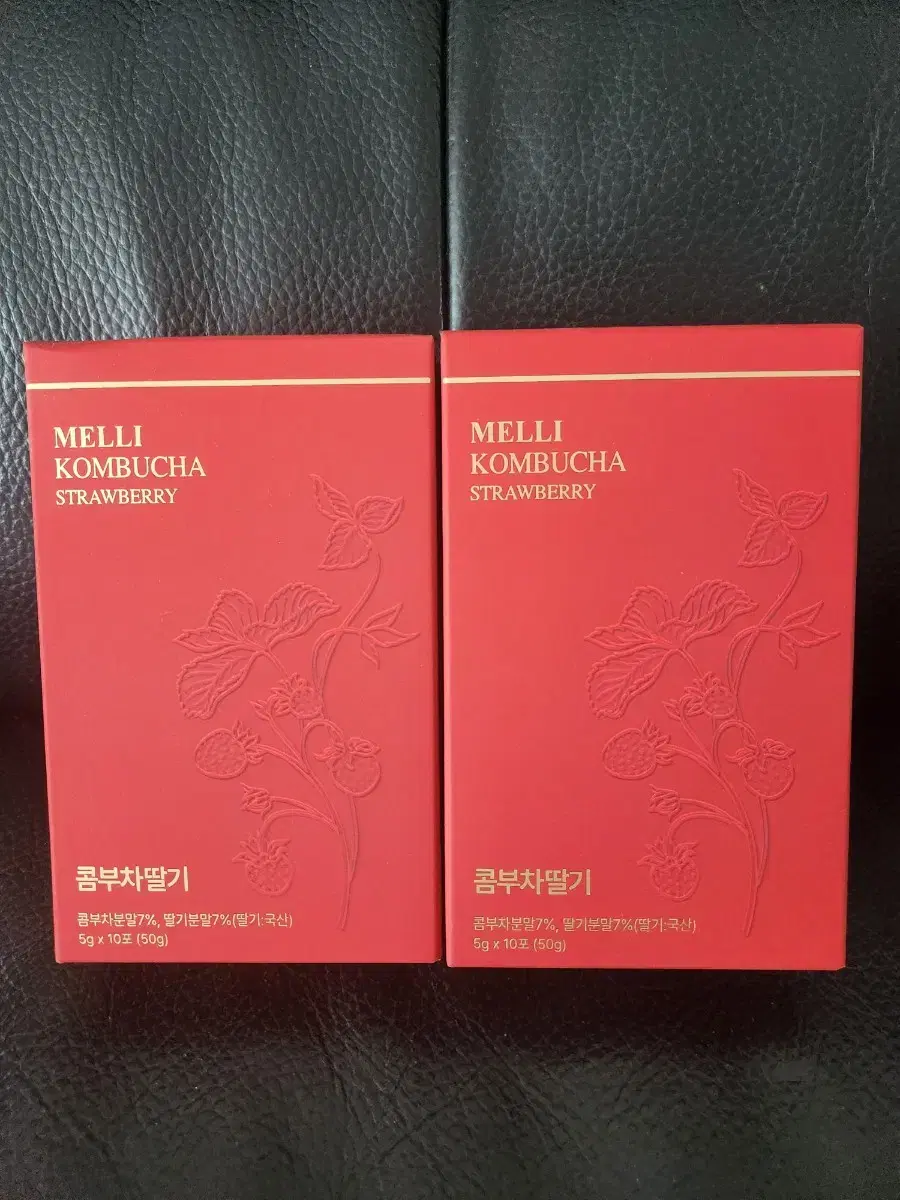 MELLI
KOMBUCHA
STRAWBERRY
콤부차딸기
콤부차분말7%, 딸기분말7%(딸기:국산)
5g x 10포 (50g)
MELLI
KOMBUCHA
STRAWBERRY
콤부차딸기
콤부차분말7%, 딸기분말7%(딸기:국산)
5g x 10포 (50g)